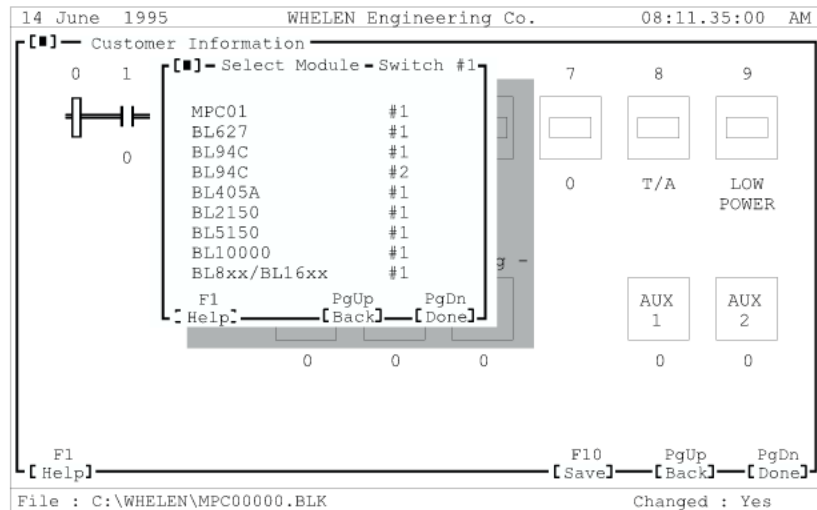 14 June 1995 WHELEN Engineering Co. 08:11.35:00 AM
Customer Information
Select Module - Switch #1
0 1 7 8 9
MPC01 #1
BL627 #1
BL94C #1
BL94C #2
BL405A #1
BL2150 #1
BL5150 #1
BL10000 #1
BL8xx/BL16xx #1
F1 PgUp PgDn
[Help] [Back] [Done]
0 0 T/A LOW
POWER
g -
AUX AUX
1 2
0 0 0 0 0
F1 F10 PgUp PgDn
[Help] [Save] [Back] [Done]
File : C:\WHELEN\MPC00000.BLK Changed : Yes